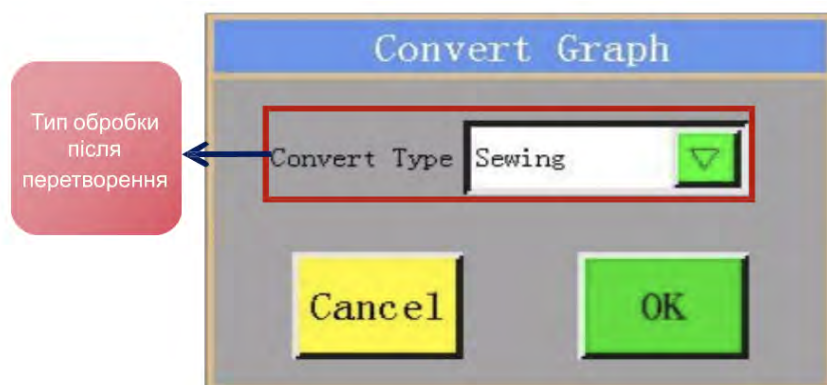 Convert Graph
Тип обробки
після
перетворення
Convert Type Sewing
Cancel OK